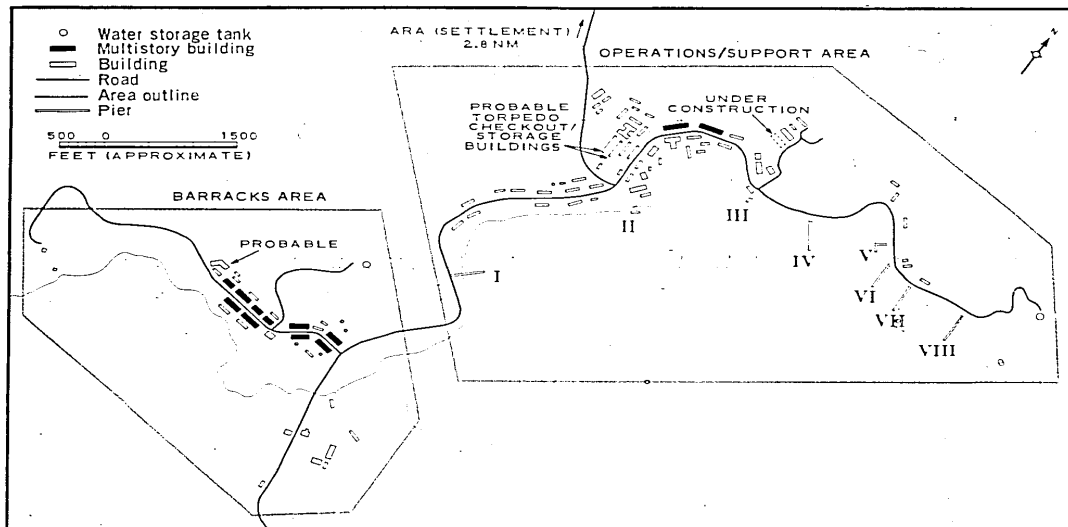 Water storage tank
Multistory building
Building
Road
Area outline
Pier
500 0 1500
FEET (APPROXIMATE)
ARA (SETTLEMENT)
2.8 NM
N
OPERATIONS/SUPPORT AREA
PROBABLE
TORPEDO
CHECKOUT/
STORAGE
BUILDINGS
UNDER
CONSTRUCTION
BARRACKS AREA
PROBABLE
I
II
III
IV
V
VI
VII
VIII